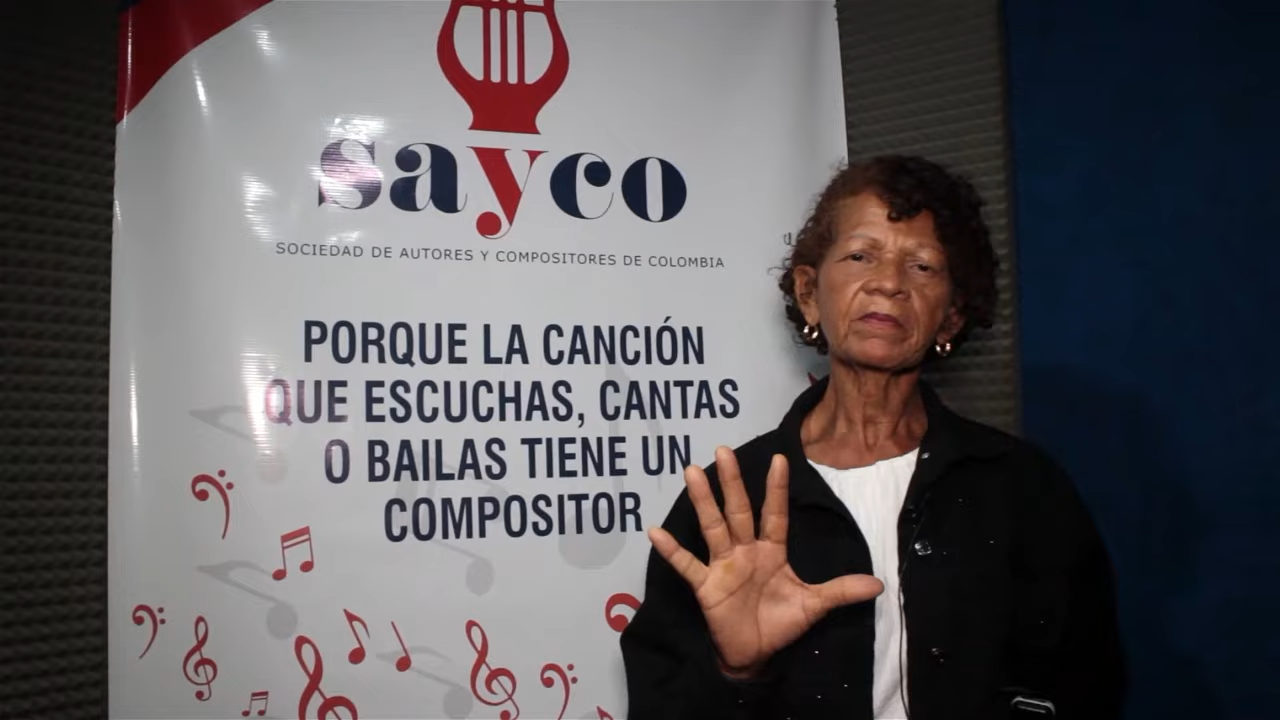 sayco
SOCIEDAD DE AUTORES Y COMPOSITORES DE COLOMBIA
PORQUE LA CANCIÓN
QUE ESCUCHAS, CANTAS
O BAILAS TIENE UN
COMPOSITOR